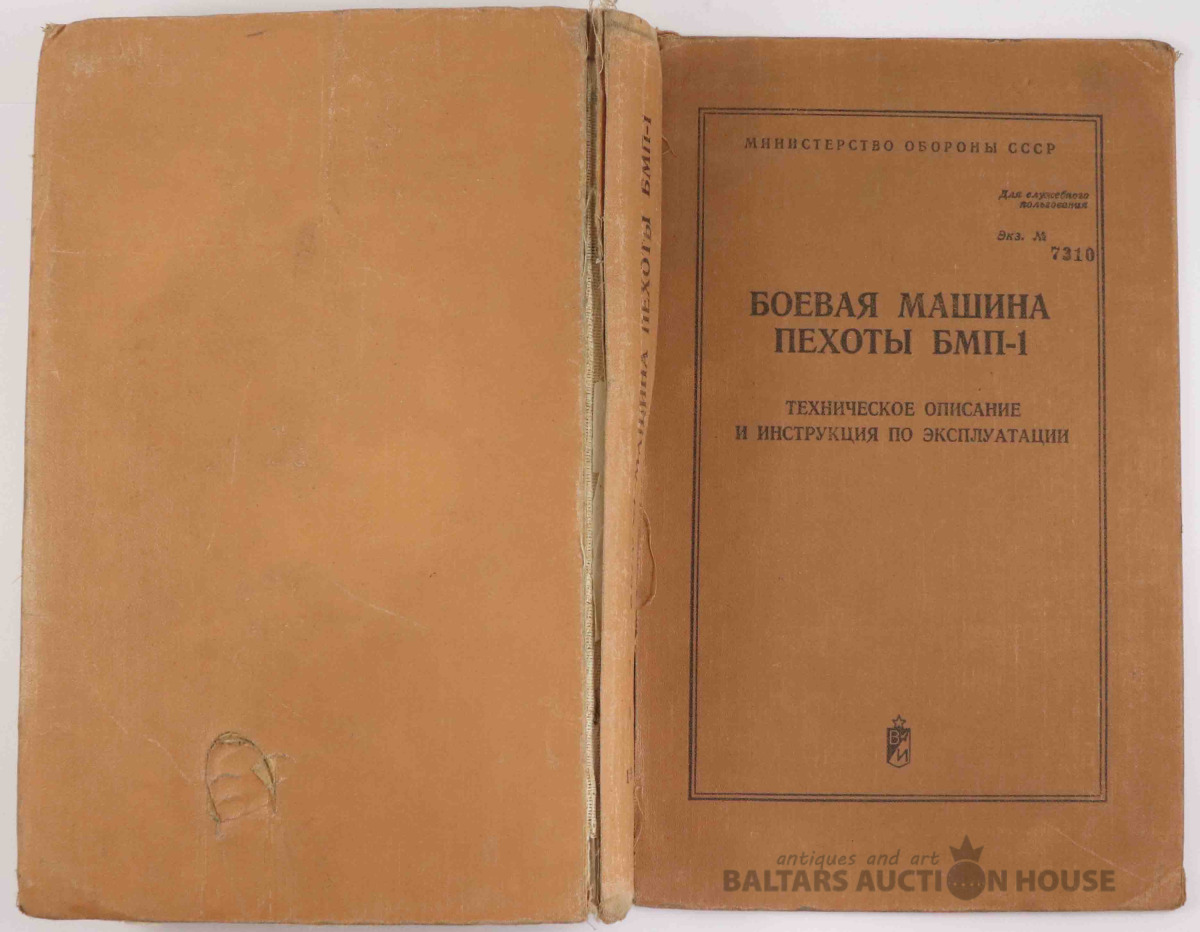 МАШИНА ПЕХОТЫ БМП-1
МИНИСТЕРСТВО ОБОРОНЫ СССР
Для служебного
пользования
Экз. №
7310
БОЕВАЯ МАШИНА
ПЕХОТЫ БМП-1
ТЕХНИЧЕСКОЕ ОПИСАНИЕ
И ИНСТРУКЦИЯ ПО ЭКСПЛУАТАЦИИ
В
И
antiques and art
BALTARS AUCTION HOUSE